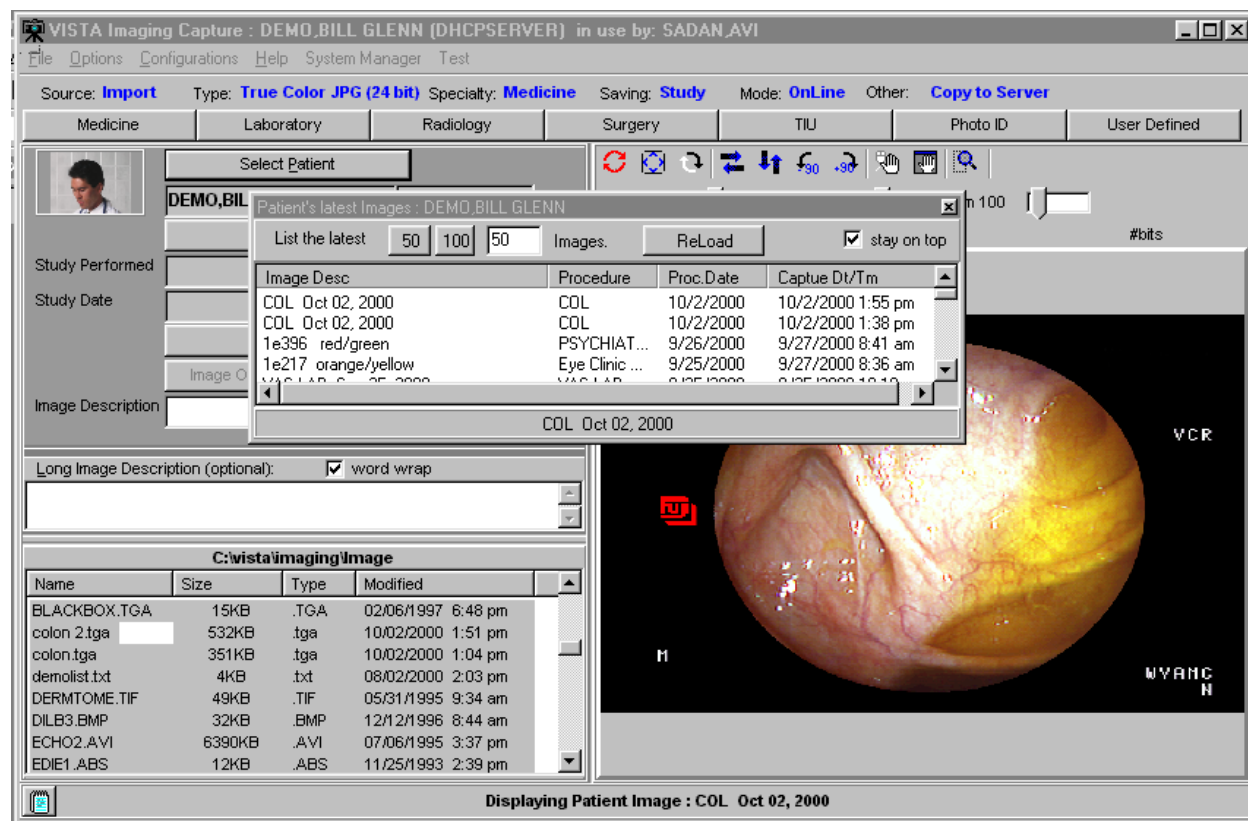 VISTA Imaging Capture : DEMO,BILL GLENN (DHCPSERVER) in use by: SADAN,AVI
File Options Configurations Help System Manager Test
Source: Import Type: True Color JPG (24 bit) Specialty: Medicine Saving: Study Mode: OnLine Other: Copy to Server
Medicine Laboratory Radiology Surgery TIU Photo ID User Defined
Select Patient
90 90
DEMO,BIL
100
#bits
Patient's latest Images : DEMO,BILL GLENN
List the latest 50 100 50 Images. ReLoad stay on top
Image Desc Procedure Proc.Date Captue Dt/Tm
COL Oct 02, 2000 COL 10/2/2000 10/2/2000 1:55 pm
COL Oct 02, 2000 COL 10/2/2000 10/2/2000 1:38 pm
1e396 red/green PSYCHIAT... 9/26/2000 9/27/2000 8:41 am
1e217 orange/yellow Eye Clinic ... 9/25/2000 9/27/2000 8:36 am
COL Oct 02, 2000
Study Performed
Study Date
Image O
Image Description
Long Image Description (optional): word wrap
C:\vista\imaging\Image
Name Size Type Modified
BLACKBOX.TGA 15KB .TGA 02/06/1997 6:48 pm
colon 2.tga 532KB .tga 10/02/2000 1:51 pm
colon.tga 351KB .tga 10/02/2000 1:04 pm
demolist.txt 4KB .txt 08/02/2000 2:03 pm
DERMTOME.TIF 49KB .TIF 05/31/1995 9:34 am
DILB3.BMP 32KB .BMP 12/12/1996 8:44 am
ECHO2.AVI 6390KB .AVI 07/06/1995 3:37 pm
EDIE1.ABS 12KB .ABS 11/25/1993 2:39 pm
VCR
M
WVAMC
N
Displaying Patient Image : COL Oct 02, 2000